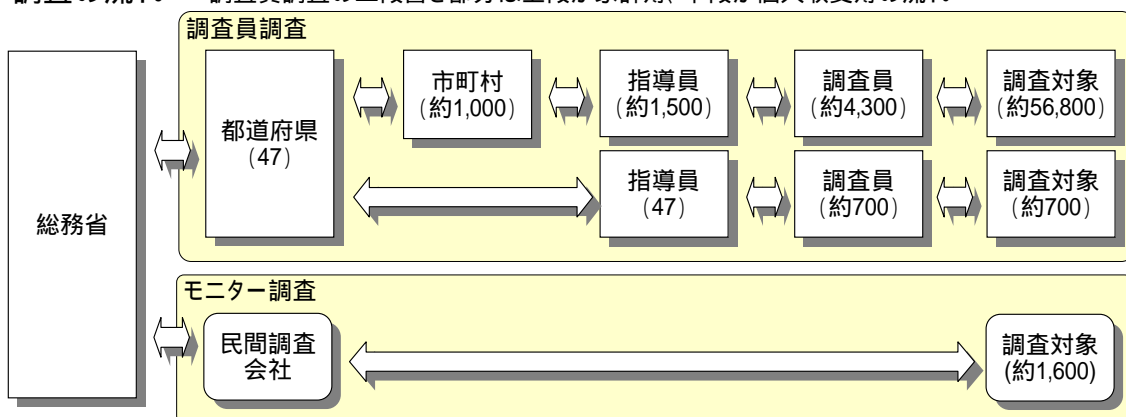 調査員調査
総務省
都道府県
(47)
市町村
(約1,000)
指導員
(約1,500)
調査員
(約4,300)
調査対象
(約56,800)
指導員
(47)
調査員
(約700)
調査対象
(約700)
モニター調査
民間調査
会社
調査対象
(約1,600)